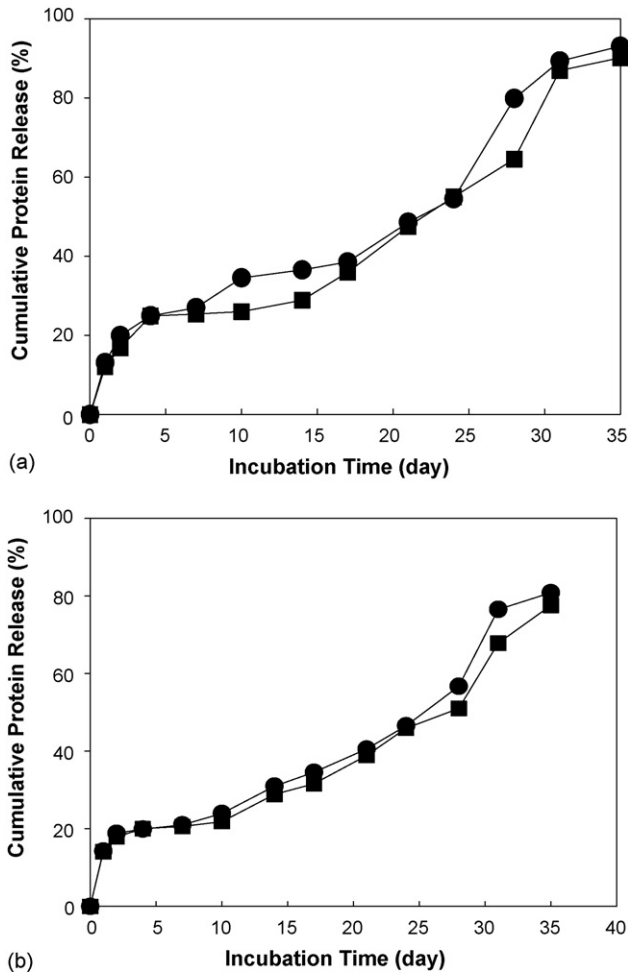 100
80
60
40
20
0
0 5 10 15 20 25 30 35
Cumulative Protein Release (%)
Incubation Time (day)
(a)
100
80
60
40
20
0
0 5 10 15 20 25 30 35 40
Cumulative Protein Release (%)
Incubation Time (day)
(b)